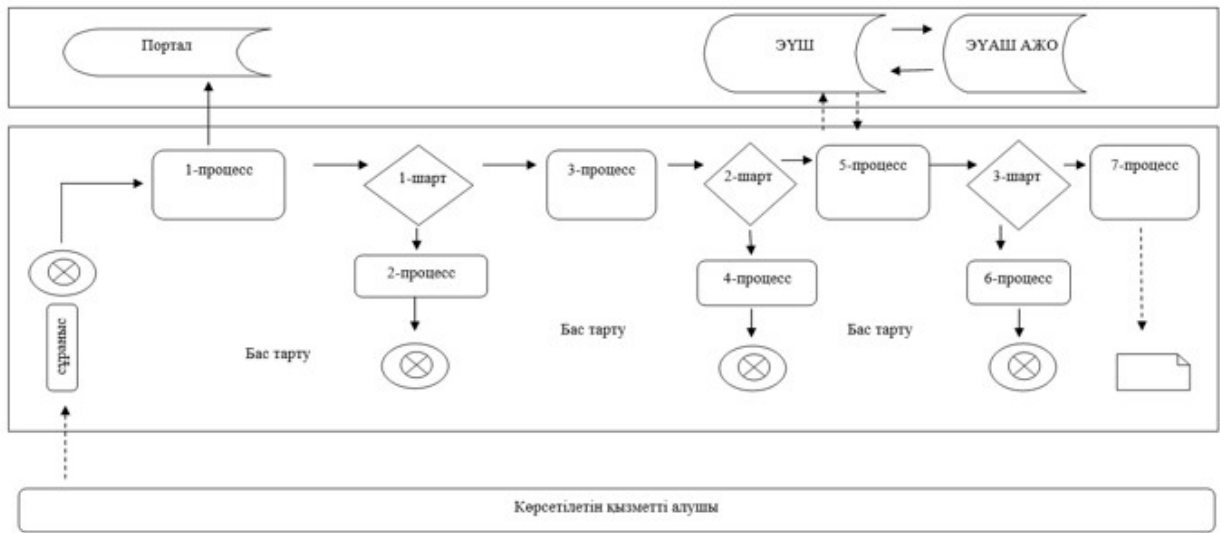 Портал
ЭҮШ
ЭҮАШ АЖО
1-процесс
1-шарт
3-процесс
2-шарт
5-процесс
3-шарт
7-процесс
2-процесс
4-процесс
6-процесс
сұраныс
Бас тарту
Бас тарту
Бас тарту
Көрсетілетін қызметті алушы